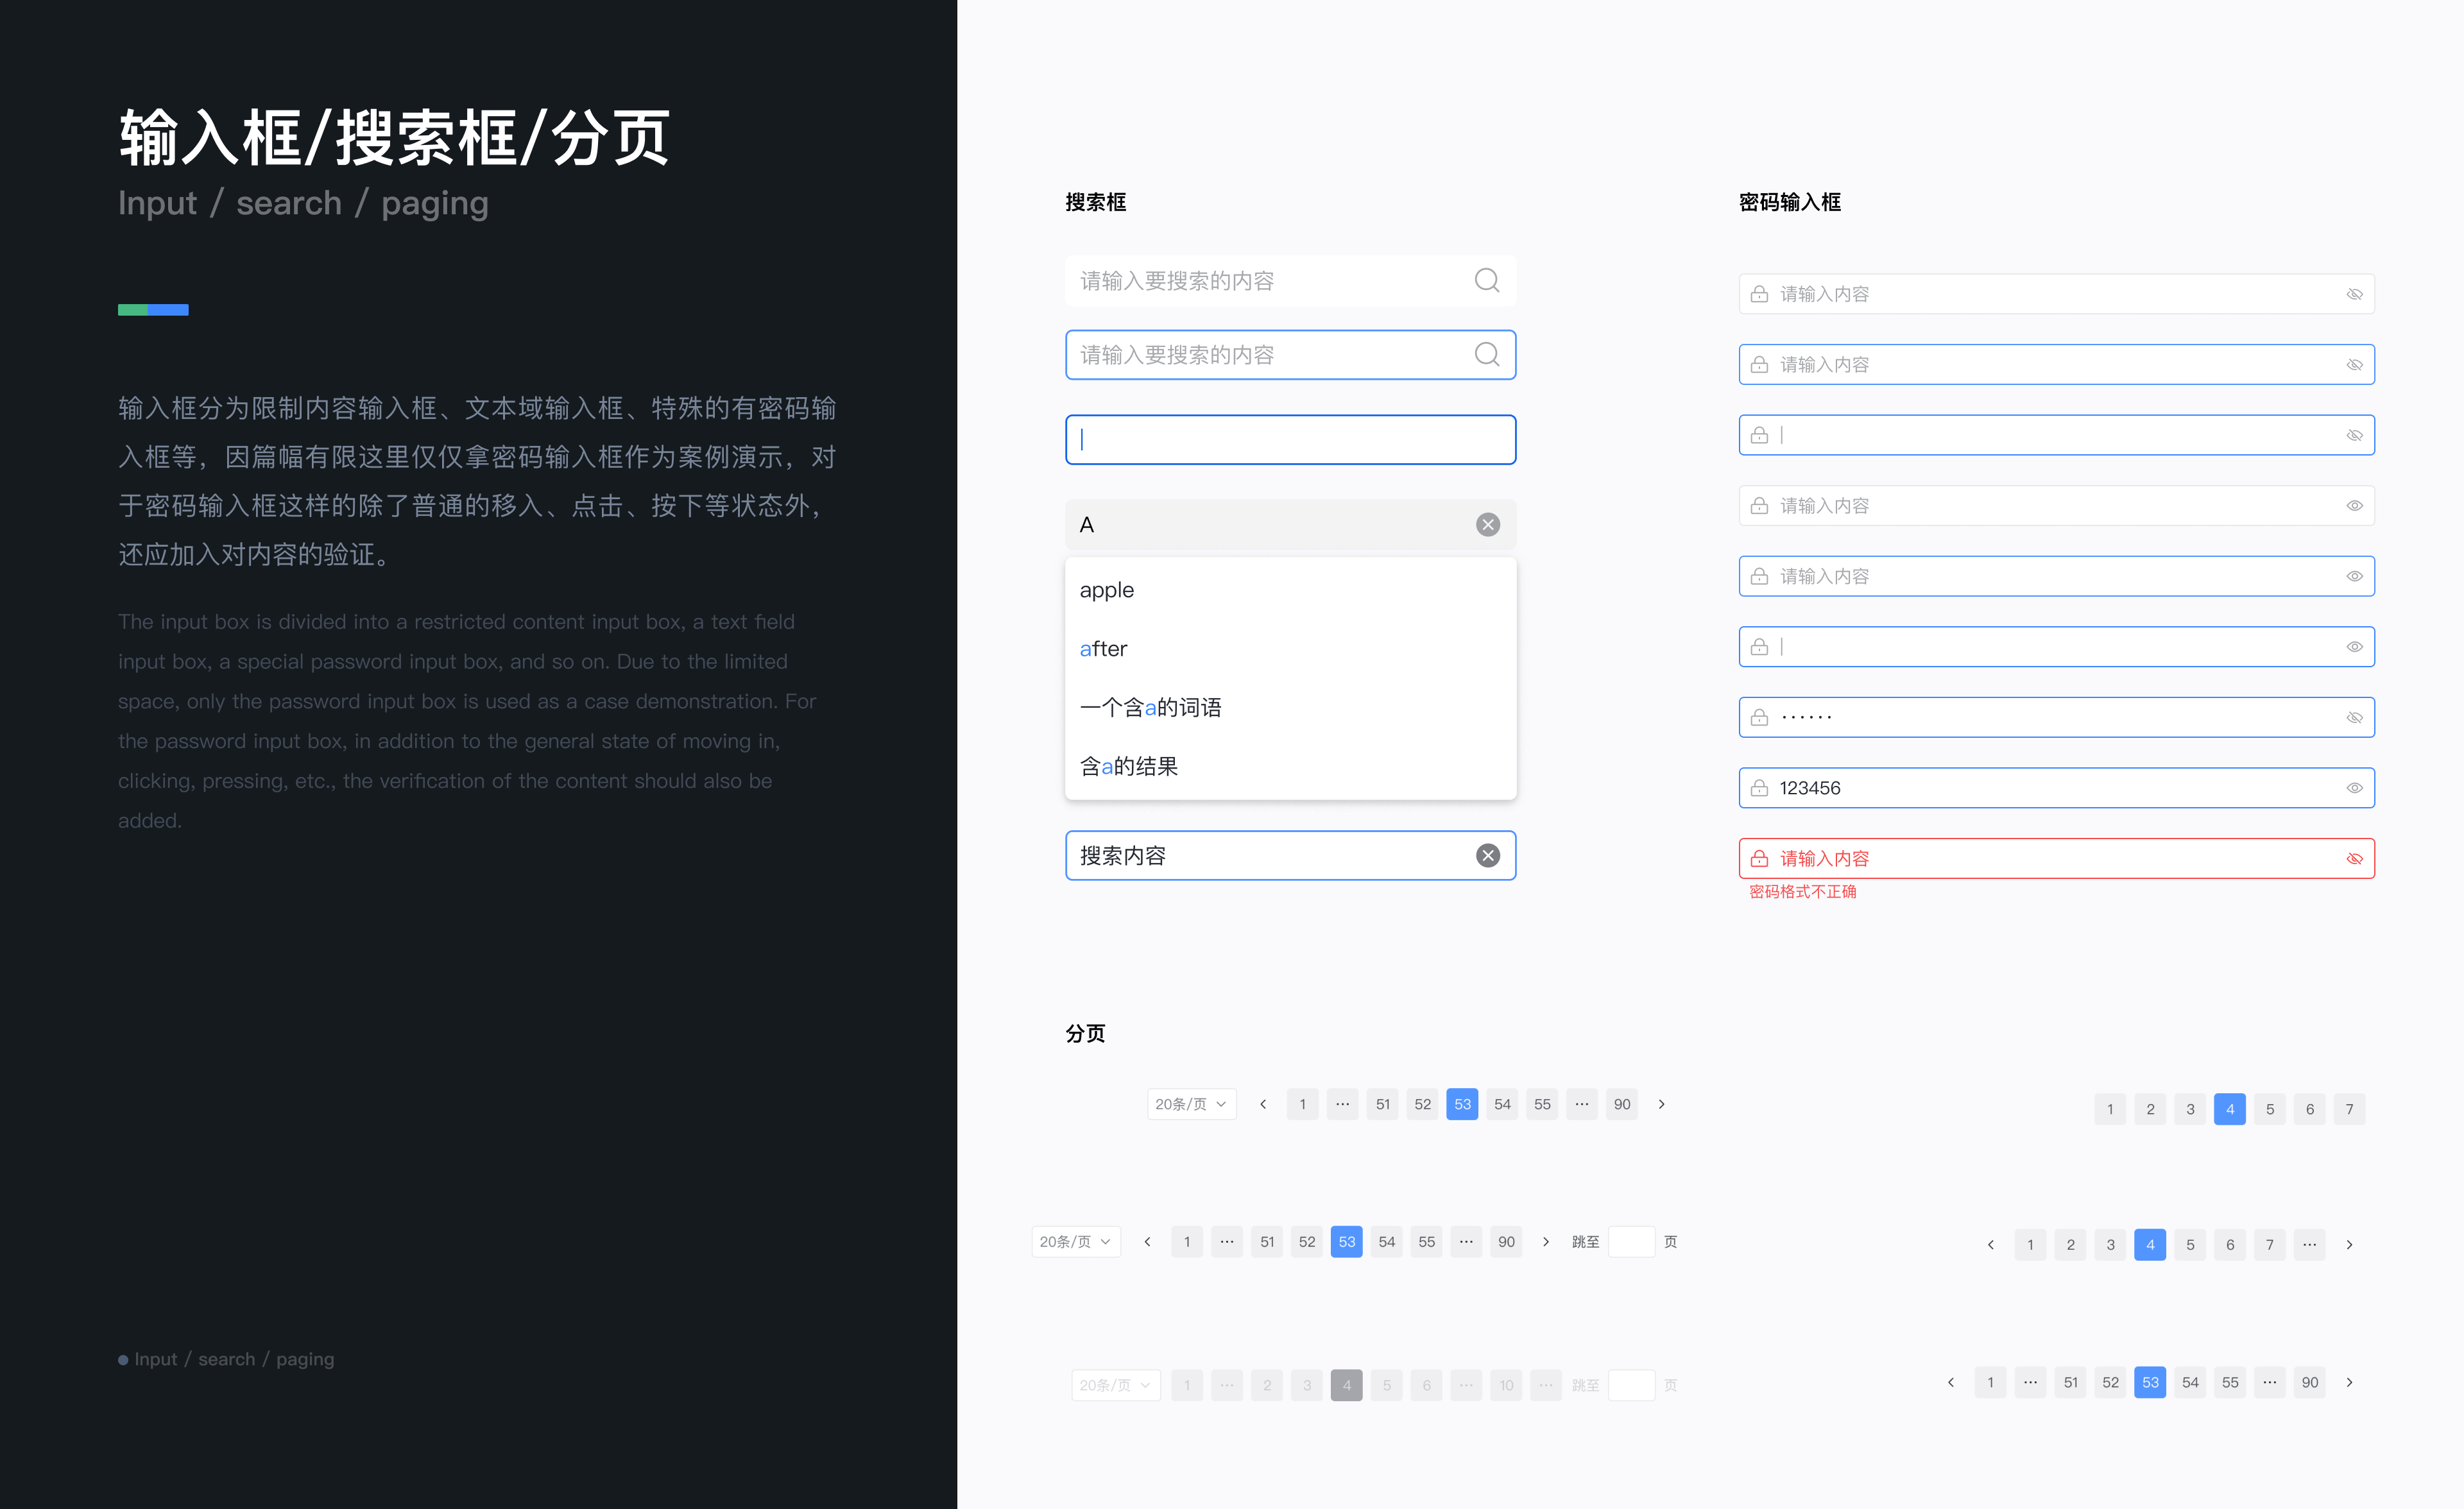 输入框/搜索框/分页
Input / search / paging
输入框分为限制内容输入框、文本域输入框、特殊的有密码输
入框等，因篇幅有限这里仅仅拿密码输入框作为案例演示，对
于密码输入框这样的除了普通的移入、点击、按下等状态外，
还应加入对内容的验证。
The input box is divided into a restricted content input box, a text field
input box, a special password input box, and so on. Due to the limited
space, only the password input box is used as a case demonstration. For
the password input box, in addition to the general state of moving in,
clicking, pressing, etc., the verification of the content should also be
added.
Input / search / paging
搜索框
请输入要搜索的内容
请输入要搜索的内容
A
apple
after
一个含a的词语
含a的结果
搜索内容
密码输入框
请输入内容
请输入内容
请输入内容
请输入内容
······
123456
请输入内容
密码格式不正确
分页
20条/页 < 1 ··· 51 52 53 54 55 ··· 90 >
1 2 3 4 5 6 7
20条/页 < 1 ··· 51 52 53 54 55 ··· 90 > 跳至 页
< 1 2 3 4 5 6 7 ··· >
20条/页 1 ··· 2 3 4 5 6 ··· 10 ··· 跳至 页
< 1 ··· 51 52 53 54 55 ··· 90 >